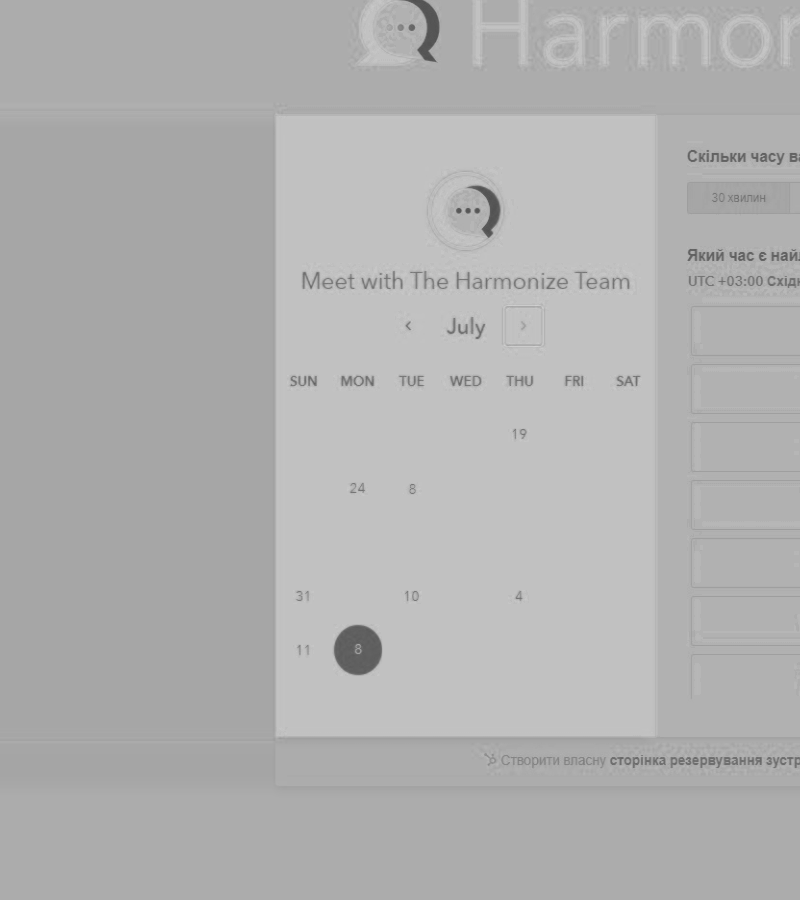 Harmon
Meet with The Harmonize Team
July
SUN MON TUE WED THU FRI SAT
19
24 8
31 10 4
11 8
Скільки часу ва
30 хвилин
Який час є найл
UTC +03:00 Східн
Створити власну сторінка резервування зустр